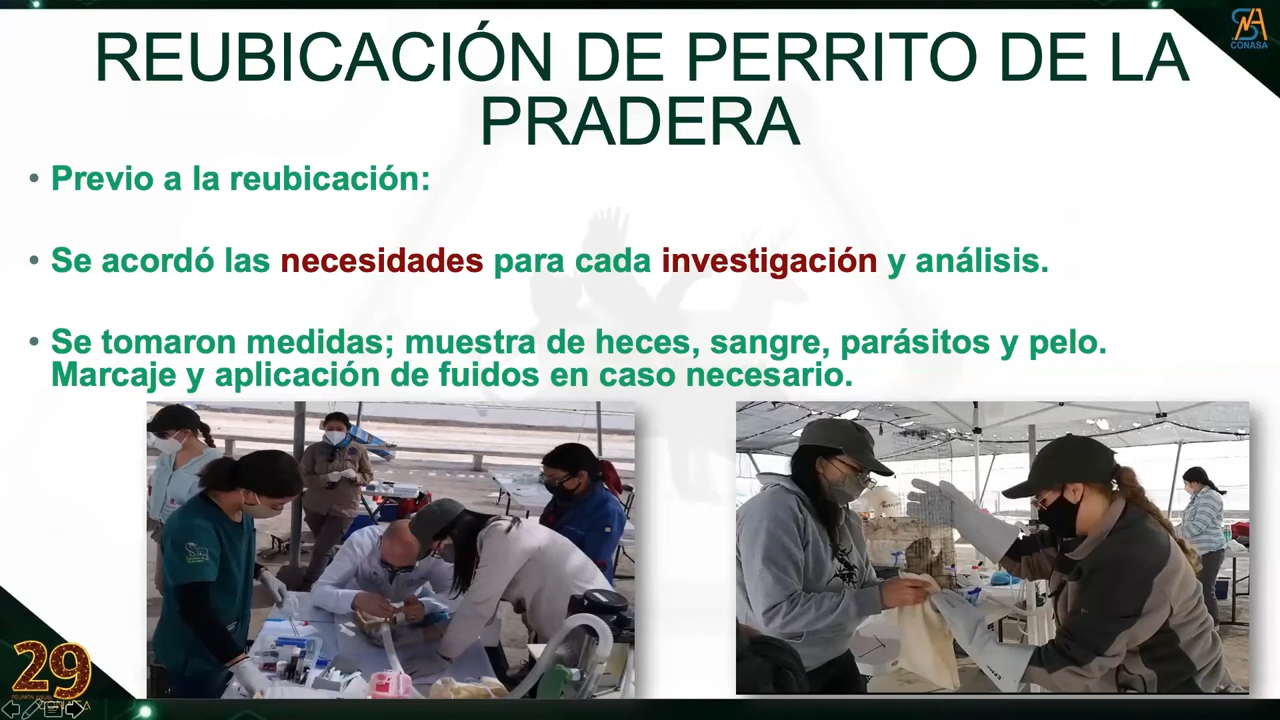 CONASA
REUBICACIÓN DE PERRITO DE LA
PRADERA
• Previo a la reubicación:
• Se acordó las necesidades para cada investigación y análisis.
• Se tomaron medidas; muestra de heces, sangre, parásitos y pelo.
Marcaje y aplicación de fuidos en caso necesario.
29